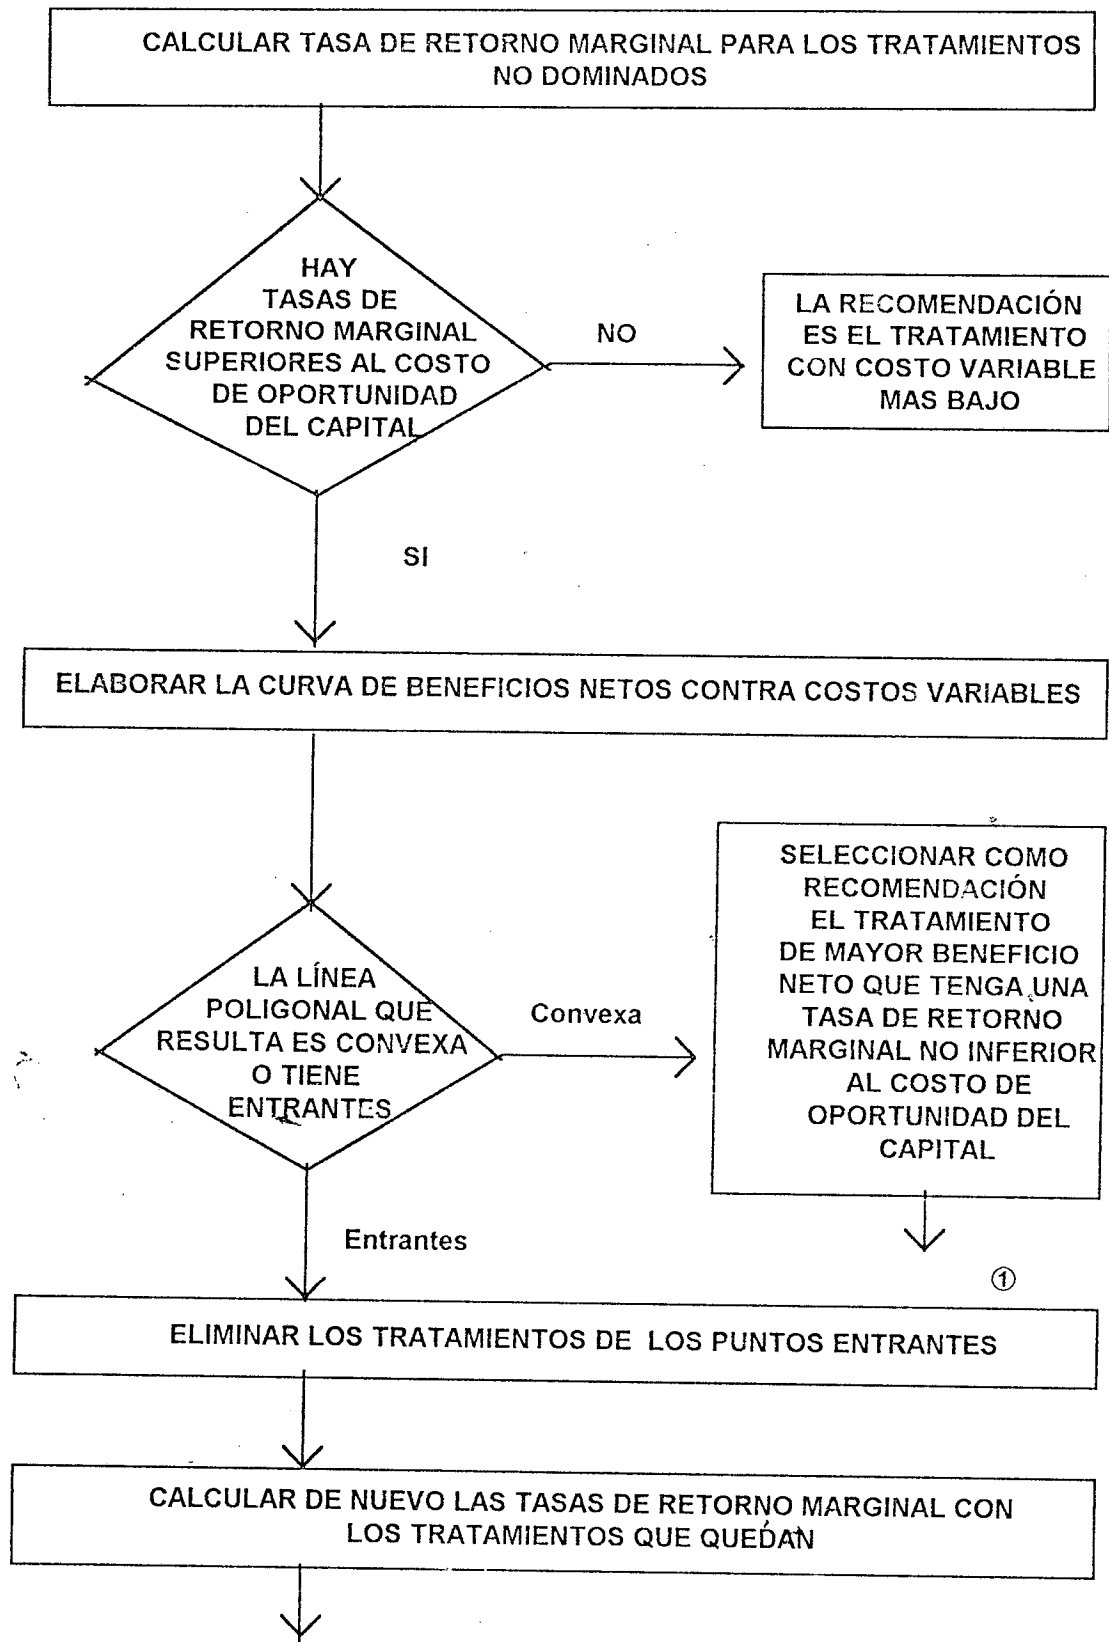 CALCULAR TASA DE RETORNO MARGINAL PARA LOS TRATAMIENTOS
NO DOMINADOS
HAY
TASAS DE
RETORNO MARGINAL
SUPERIORES AL COSTO
DE OPORTUNIDAD
DEL CAPITAL
NO
LA RECOMENDACIÓN
ES EL TRATAMIENTO
CON COSTO VARIABLE
MAS BAJO
SI
ELABORAR LA CURVA DE BENEFICIOS NETOS CONTRA COSTOS VARIABLES
LA LÍNEA
POLIGONAL QUE
RESULTA ES CONVEXA
O TIENE
ENTRANTES
Convexa
SELECCIONAR COMO
RECOMENDACIÓN
EL TRATAMIENTO
DE MAYOR BENEFICIO
NETO QUE TENGA UNA
TASA DE RETORNO
MARGINAL NO INFERIOR
AL COSTO DE
OPORTUNIDAD DEL
CAPITAL
Entrantes
①
ELIMINAR LOS TRATAMIENTOS DE LOS PUNTOS ENTRANTES
CALCULAR DE NUEVO LAS TASAS DE RETORNO MARGINAL CON
LOS TRATAMIENTOS QUE QUEDAN